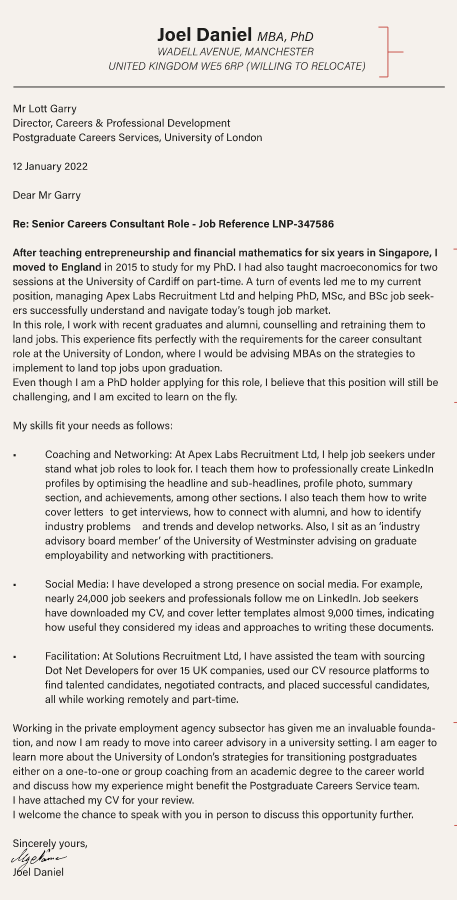 Joel Daniel MBA, PhD
WADELL AVENUE, MANCHESTER
UNITED KINGDOM WE5 6RP (WILLING TO RELOCATE)
Mr Lott Garry
Director, Careers & Professional Development
Postgraduate Careers Services, University of London
12 January 2022
Dear Mr Garry
Re: Senior Careers Consultant Role - Job Reference LNP-347586
After teaching entrepreneurship and financial mathematics for six years in Singapore, I
moved to England in 2015 to study for my PhD. I had also taught macroeconomics for two
sessions at the University of Cardiff on part-time. A turn of events led me to my current
position, managing Apex Labs Recruitment Ltd and helping PhD, MSc, and BSc job seek-
ers successfully understand and navigate today's tough job market.
In this role, I work with recent graduates and alumni, counselling and retraining them to
land jobs. This experience fits perfectly with the requirements for the career consultant
role at the University of London, where I would be advising MBAs on the strategies to
implement to land top jobs upon graduation.
Even though I am a PhD holder applying for this role, I believe that this position will still be
challenging, and I am excited to learn on the fly.
My skills fit your needs as follows:
• Coaching and Networking: At Apex Labs Recruitment Ltd, I help job seekers under
stand what job roles to look for. I teach them how to professionally create LinkedIn
profiles by optimising the headline and sub-headlines, profile photo, summary
section, and achievements, among other sections. I also teach them how to write
cover letters to get interviews, how to connect with alumni, and how to identify
industry problems and trends and develop networks. Also, I sit as an 'industry
advisory board member' of the University of Westminster advising on graduate
employability and networking with practitioners.
• Social Media: I have developed a strong presence on social media. For example,
nearly 24,000 job seekers and professionals follow me on LinkedIn. Job seekers
have downloaded my CV, and cover letter templates almost 9,000 times, indicating
how useful they considered my ideas and approaches to writing these documents.
• Facilitation: At Solutions Recruitment Ltd, I have assisted the team with sourcing
Dot Net Developers for over 15 UK companies, used our CV resource platforms to
find talented candidates, negotiated contracts, and placed successful candidates,
all while working remotely and part-time.
Working in the private employment agency subsector has given me an invaluable founda-
tion, and now I am ready to move into career advisory in a university setting. I am eager to
learn more about the University of London's strategies for transitioning postgraduates
either on a one-to-one or group coaching from an academic degree to the career world
and discuss how my experience might benefit the Postgraduate Careers Service team.
I have attached my CV for your review.
I welcome the chance to speak with you in person to discuss this opportunity further.
Sincerely yours,
Joel Daniel